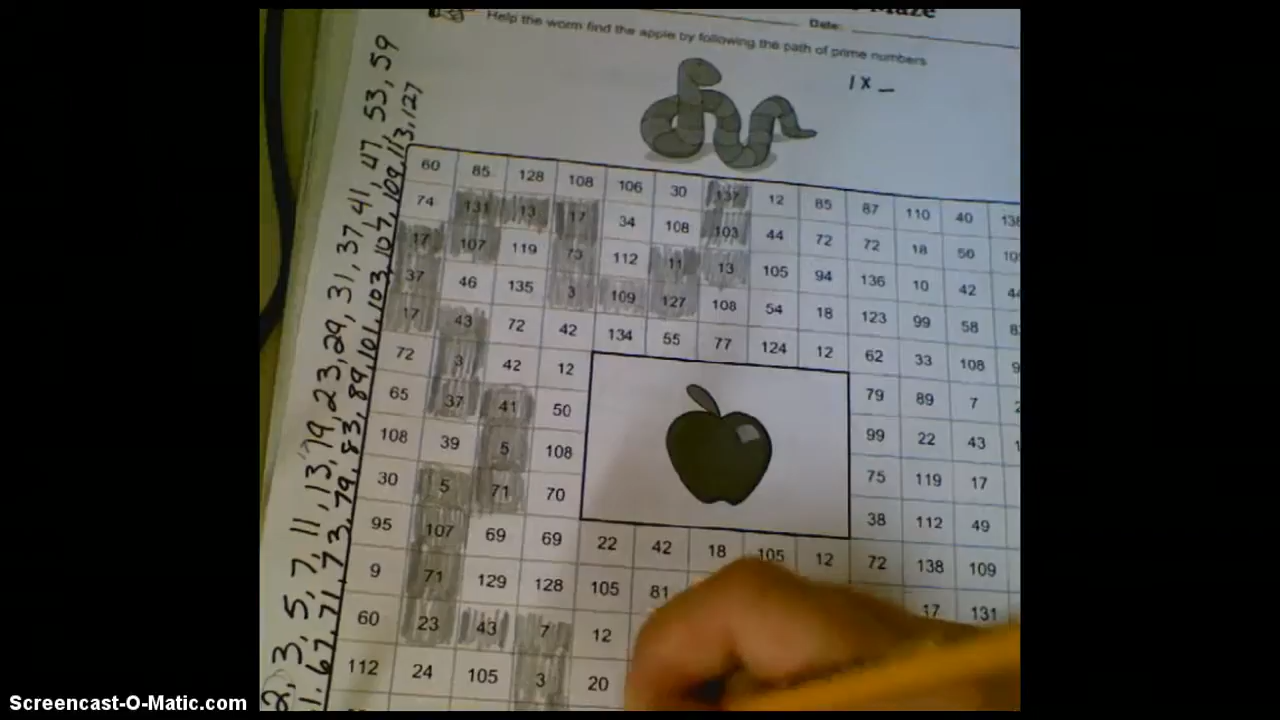 Maze
Date:
Help the worm find the apple by following the path of prime numbers
1 x _
2, 3, 5, 7, 11, 13, 19, 23, 29, 31, 37, 41, 47, 53, 59
67, 71, 73, 79, 83, 89, 101, 103, 107, 109, 113, 127
60 85 128 108 106 30 137 12 85 87 110 40
74 131 13 17 34 108 103 44 72 72 18 50
17 107 119 73 112 11 13 105 94 136 10 42
37 46 135 3 109 127 108 54 18 123 99 58
17 43 72 42 134 55 77 124 12 62 33 108
72 3 42 12 79 89 7
65 37 41 50 99 22 43
108 39 5 108 75 119 17
30 5 71 70 38 112 49
95 107 69 69 22 42 18 105 12 72 138 109
9 71 129 128 105 81 17 131
60 23 43 7 12
112 24 105 3 20
Screencast-O-Matic.com